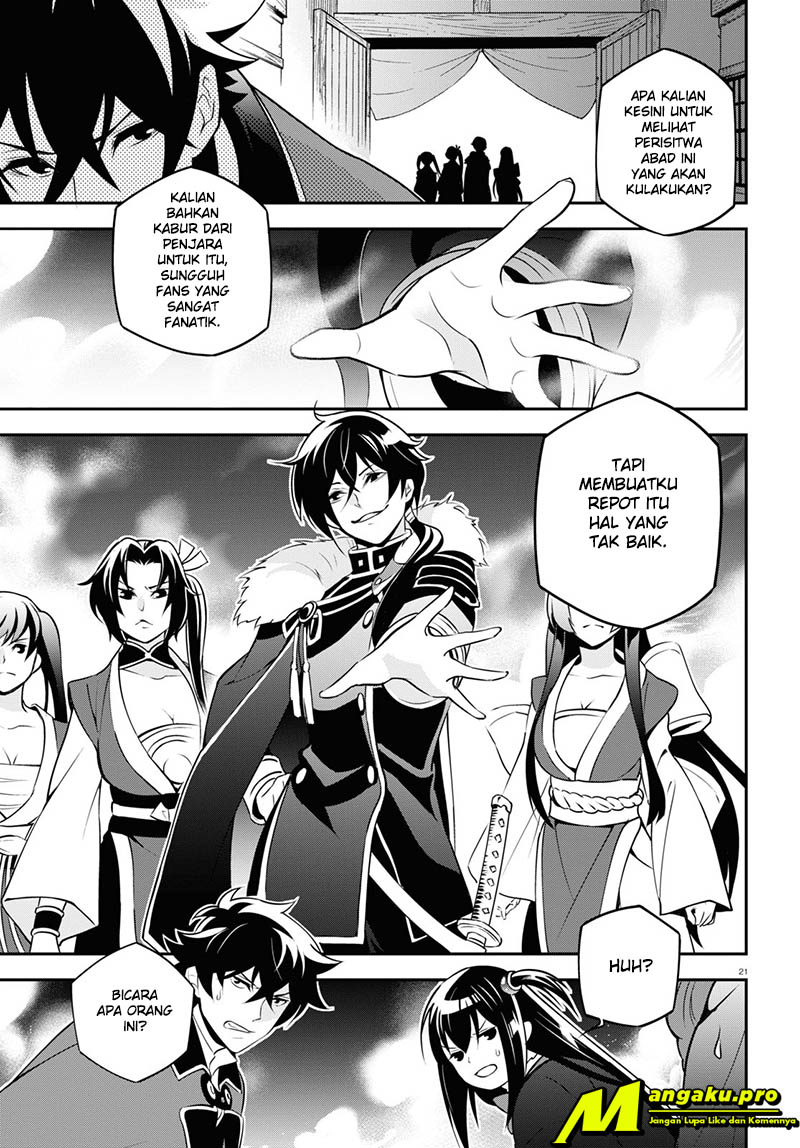 APA KALIAN
KESINI UNTUK
MELIHAT
PERISITWA
ABAD INI
YANG AKAN
KULAKUKAN?
KALIAN
BAHKAN
KABUR DARI
PENJARA
UNTUK ITU,
SUNGGUH
FANS YANG
SANGAT
FANATIK.
TAPI
MEMBUATKU
REPOT ITU
HAL YANG
TAK BAIK.
HUH?
21
BICARA
APA ORANG
INI?
Mangaku.pro
Jangan Lupa Like dan Komennya